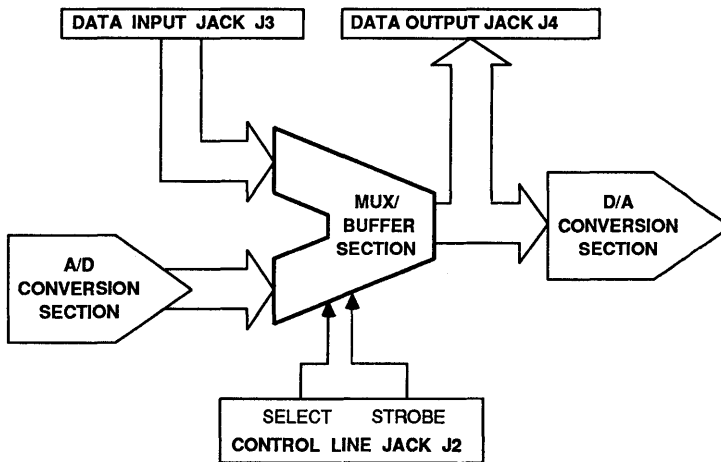 DATA INPUT JACK J3
DATA OUTPUT JACK J4
MUX/
BUFFER
SECTION
D/A
CONVERSION
SECTION
A/D
CONVERSION
SECTION
SELECT STROBE
CONTROL LINE JACK J2